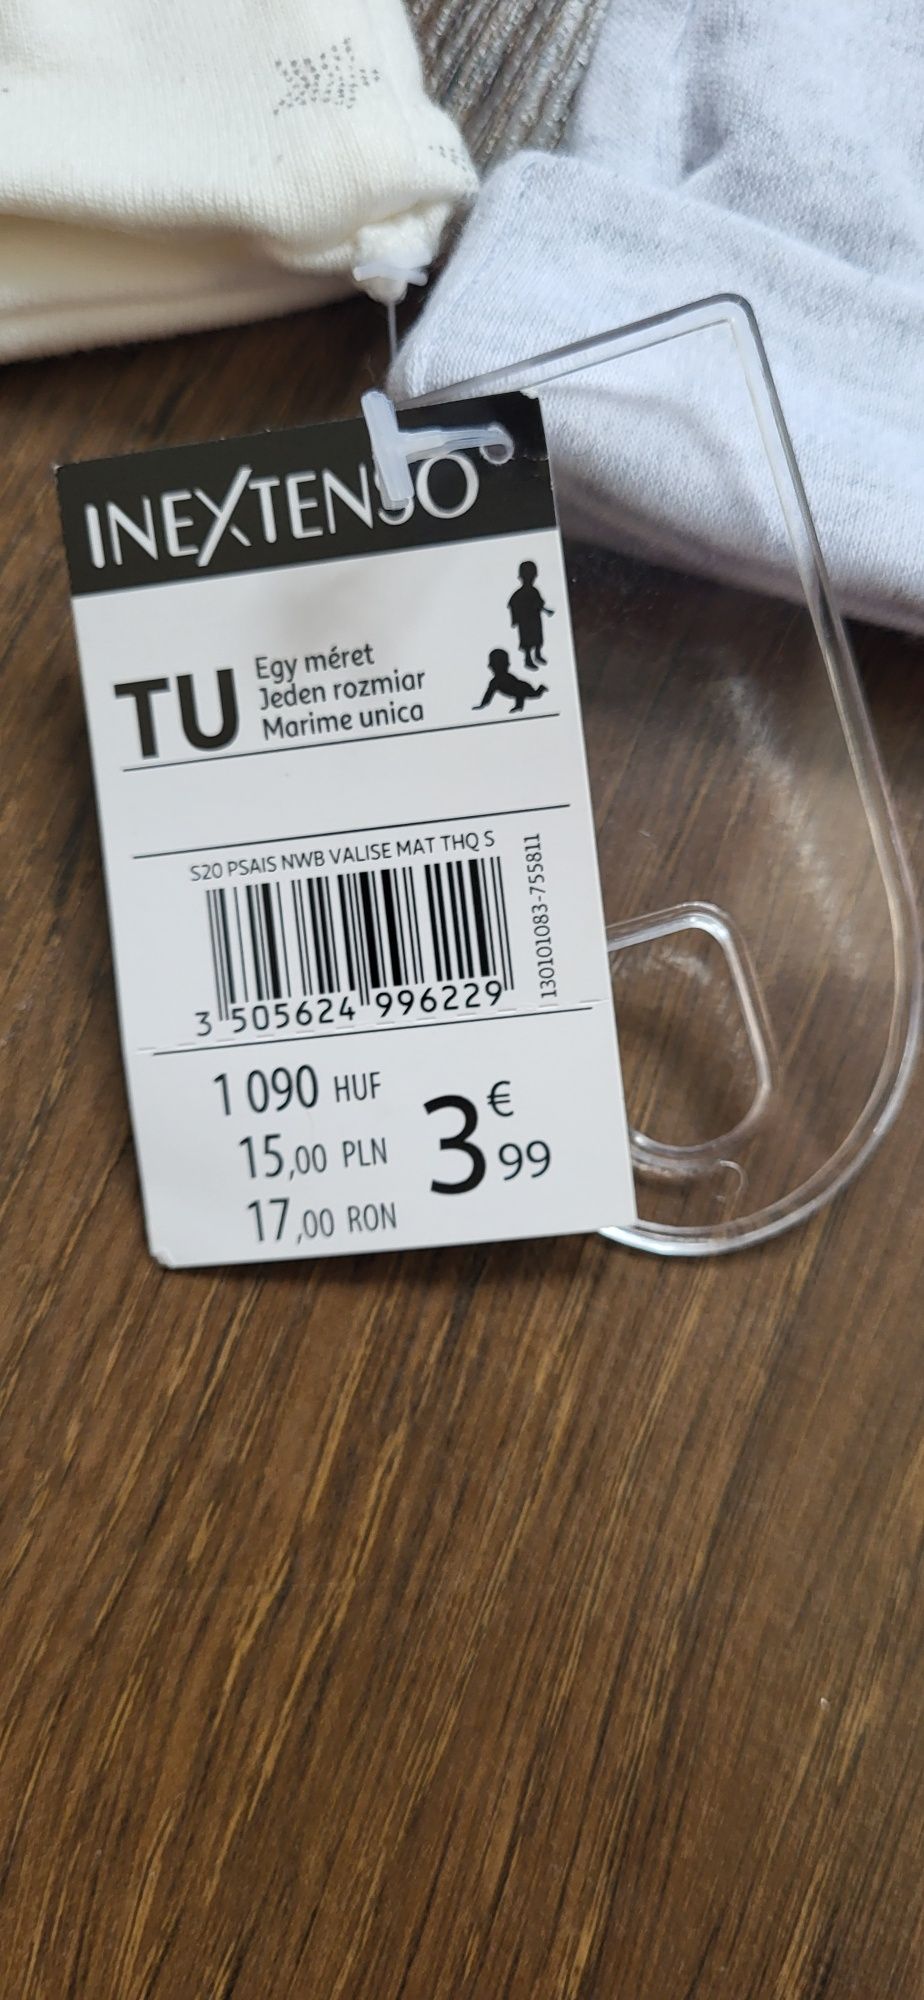 INEXTENSO
TU
Egy méret
Jeden rozmiar
Marime unica
S20 PSAIS NWB VALISE MAT THQ S
130101083-755811
3 505624 996229
1 090 HUF
15,00 PLN
17,00 RON
3€99